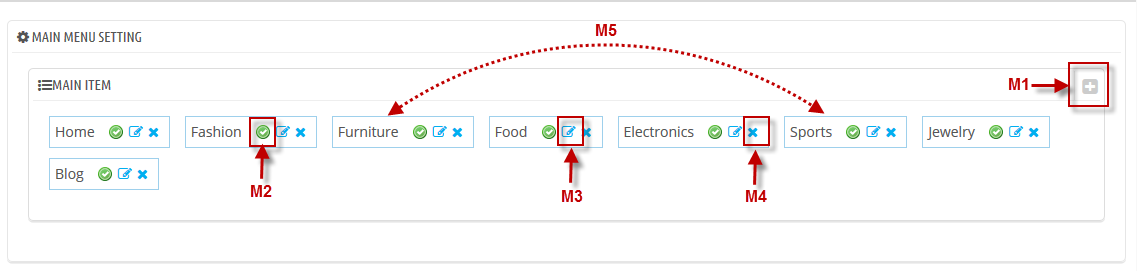 MAIN MENU SETTING
M5
MAIN ITEM
M1
Home Fashion Furniture Food Electronics Sports Jewelry
Blog
M2 M3 M4